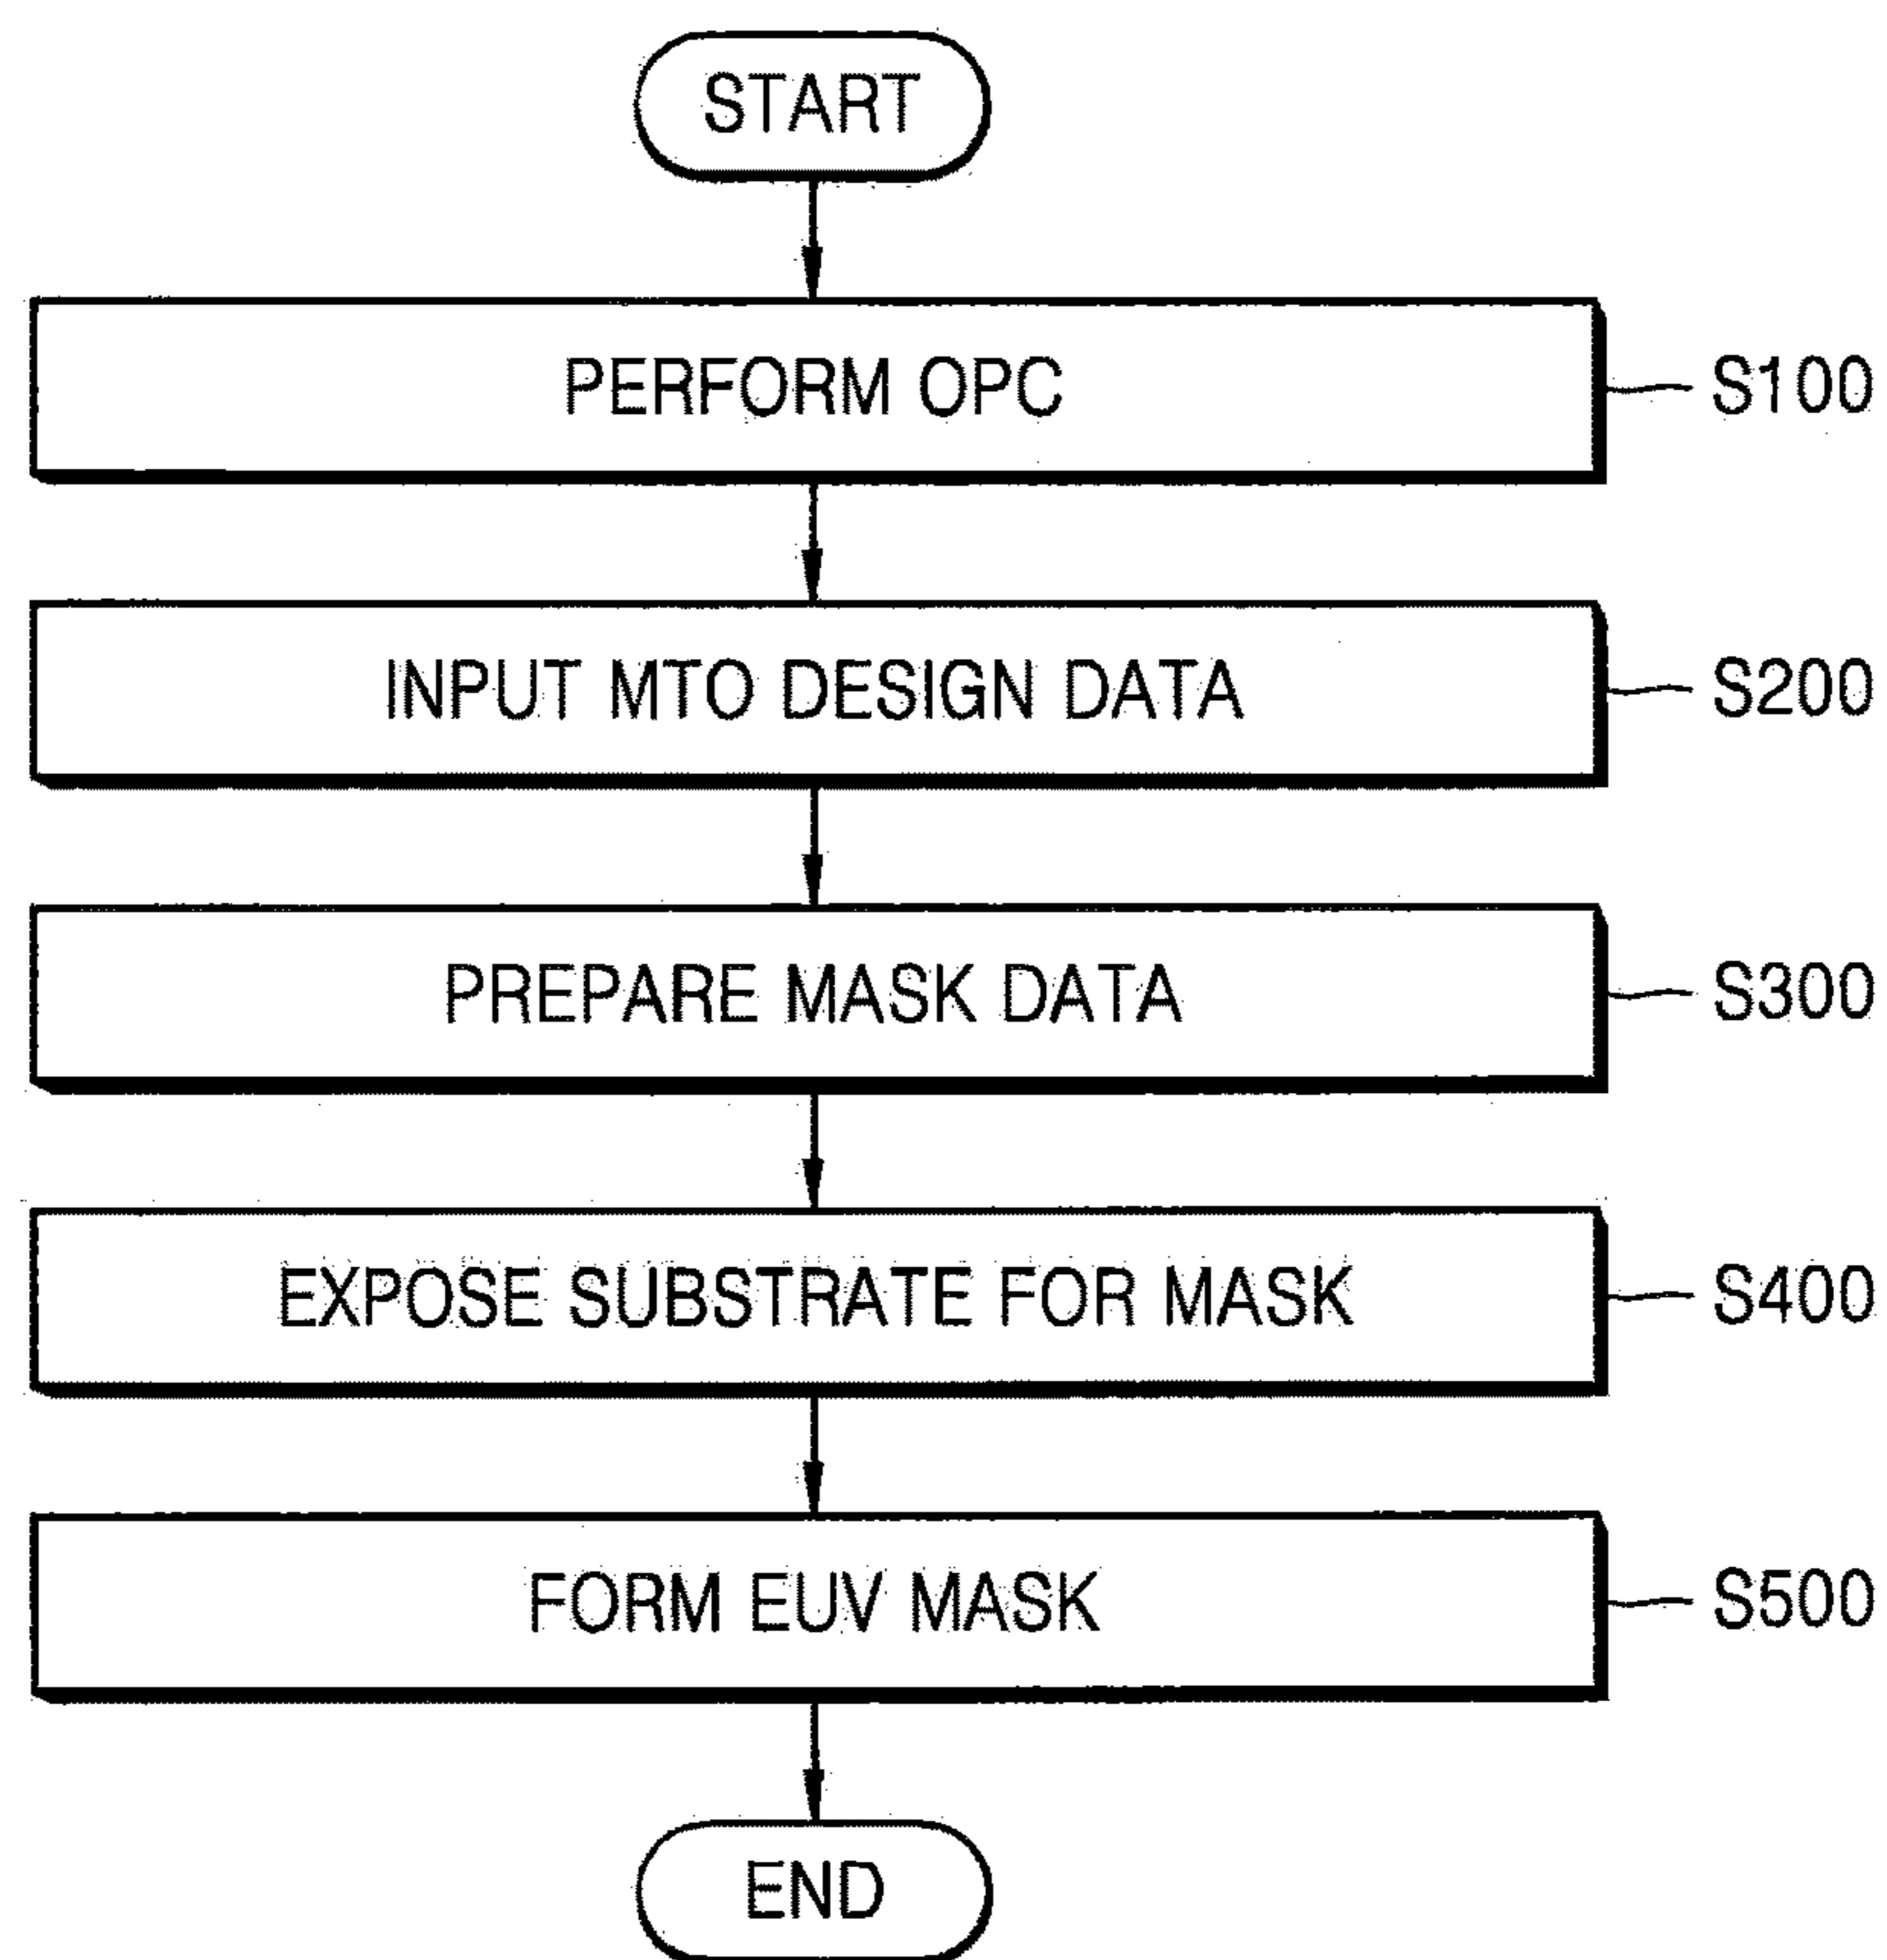 START
PERFORM OPC
S100
INPUT MTO DESIGN DATA
S200
PREPARE MASK DATA
S300
EXPOSE SUBSTRATE FOR MASK
S400
FORM EUV MASK
S500
END